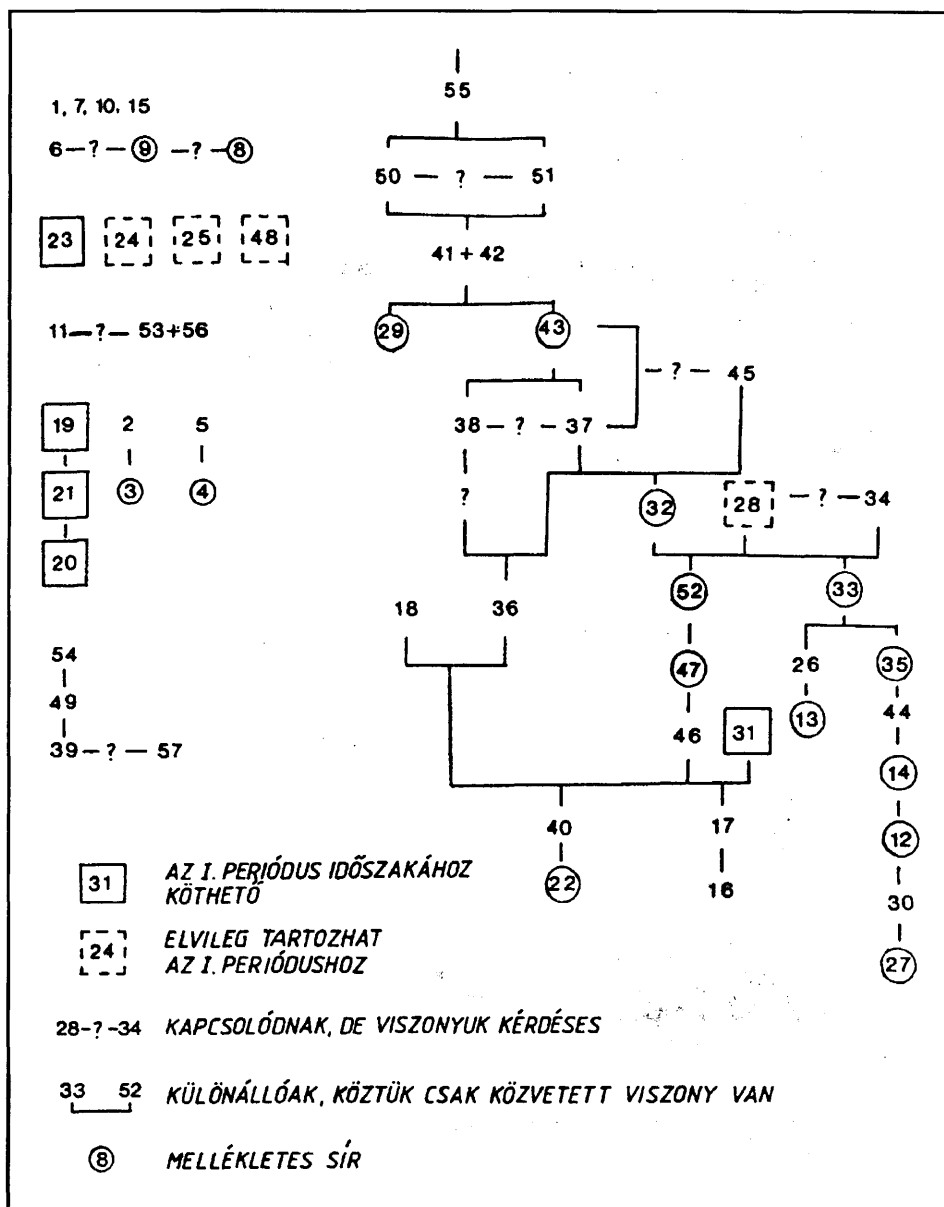 55
1, 7, 10, 15
6—?—9 —?—8
50 — ? — 51
23 24 25 48
41 + 42
29 43
11—?— 53+56
— ? — 45
19 2 5
38 — ? — 37
21 3 4
?
32 28 — ? — 34
20
52 33
18 36
54
47 26 35
49
13 44
46 31
39—?— 57
14
40 17
12
22 16
30
27
31 AZ I. PERIÓDUS IDŐSZAKÁHOZ
KÖTHETŐ
24 ELVILEG TARTOZHAT
AZ I. PERIÓDUSHOZ
28-?-34 KAPCSOLÓDNAK, DE VISZONYUK KÉRDÉSES
33 52 KÜLÖNÁLLÓAK, KÖZTÜK CSAK KÖZVETETT VISZONY VAN
8 MELLÉKLETES SÍR